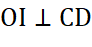 OI ⊥ CD